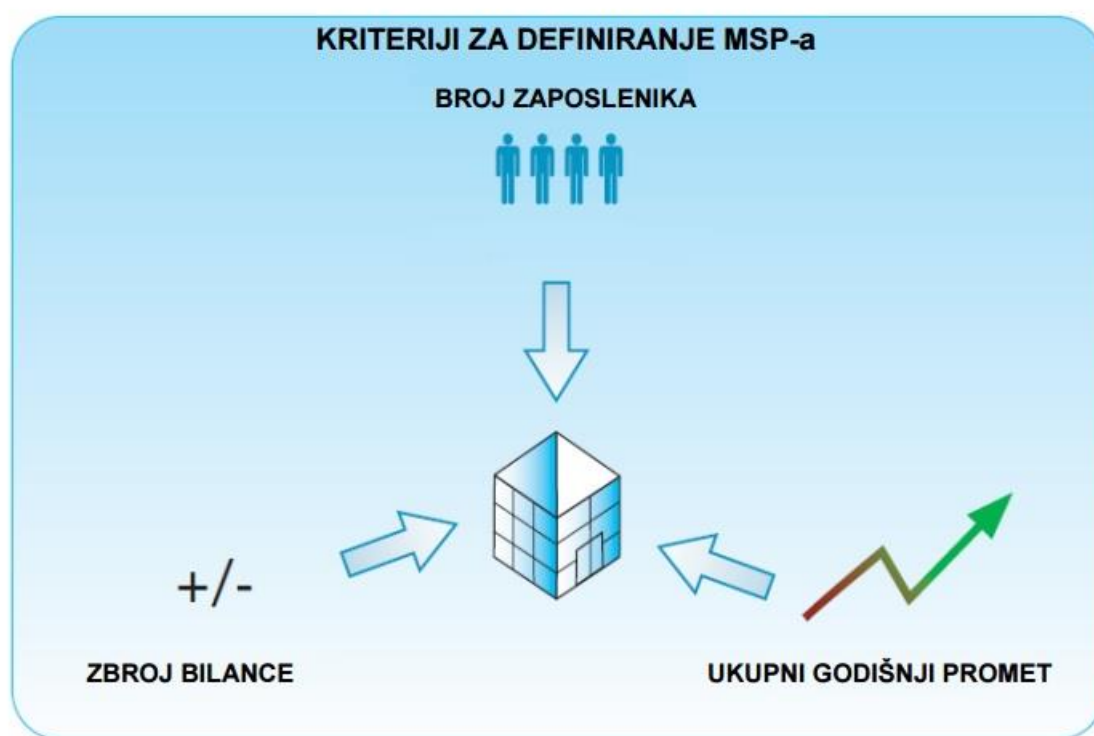 KRITERIJI ZA DEFINIRANJE MSP-a
BROJ ZAPOSLENIKA
+/-
ZBROJ BILANCE
UKUPNI GODIŠNJI PROMET